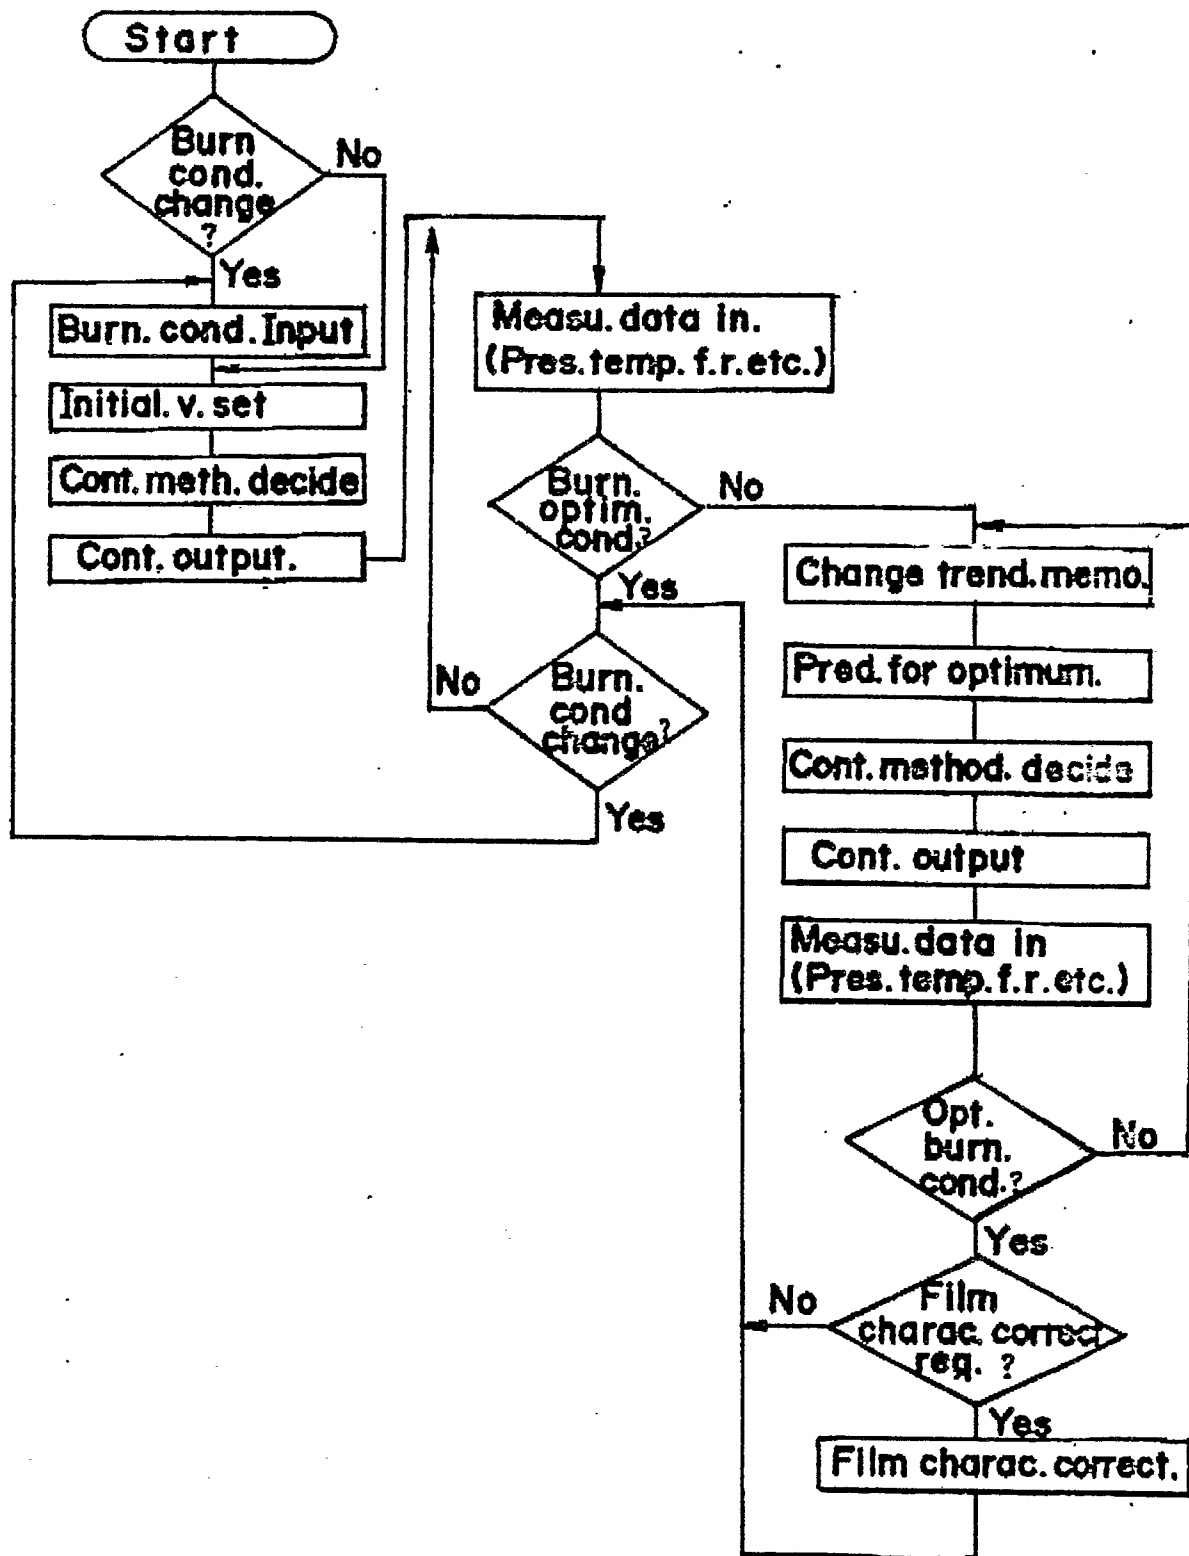 Start
Burn
cond.
change
?
No
Yes
Burn. cond. Input
Initial. v. set
Cont. meth. decide
Cont. output.
Measu. data in.
(Pres. temp. f.r. etc.)
Burn.
optim.
cond.?
No
Yes
Burn.
cond
change?
No
Yes
Change trend. memo.
Pred. for optimum.
Cont. method. decide
Cont. output
Measu. data in
(Pres. temp. f.r. etc.)
Opt.
burn.
cond.?
No
Yes
Film
charac. correct
req. ?
No
Yes
Film charac. correct.